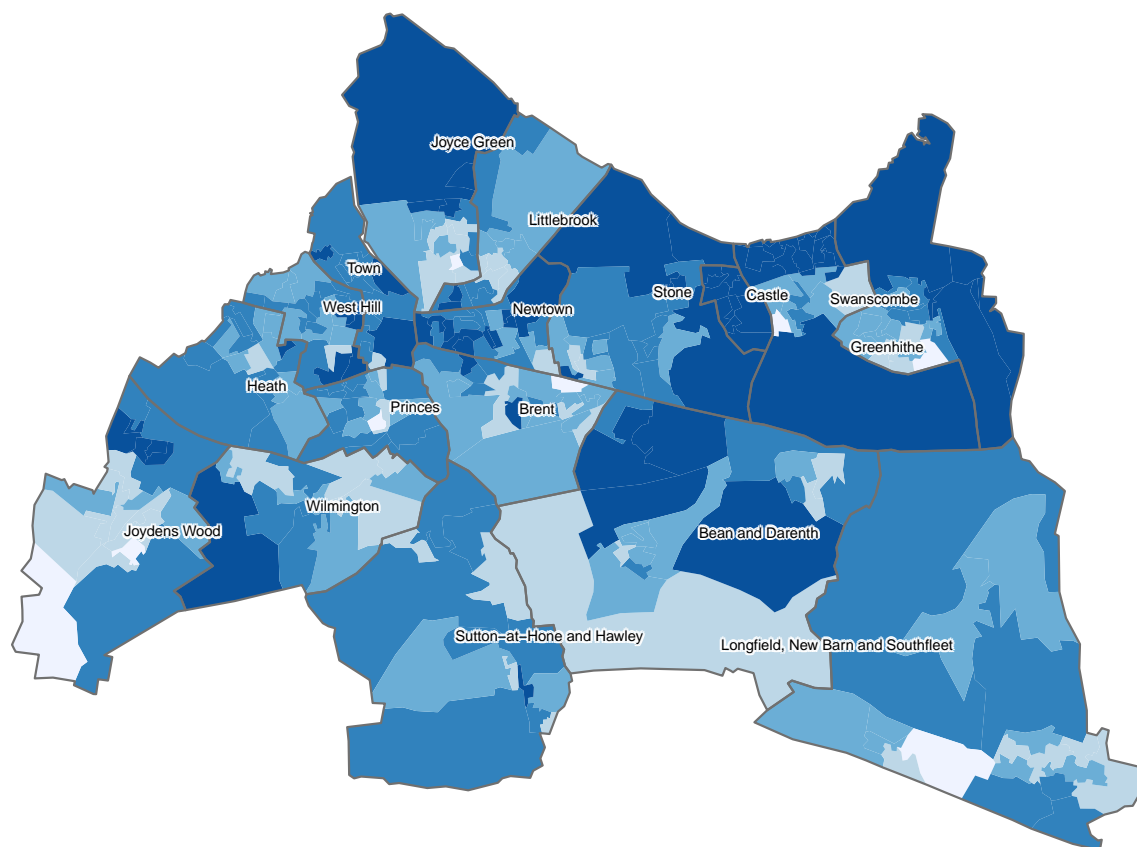 Joyce Green
Littlebrook
Town
Stone
Castle
Swanscombe
West Hill
Newtown
Greenhithe
Heath
Princes
Brent
Wilmington
Joydens Wood
Bean and Darenth
Sutton−at−Hone and Hawley
Longfield, New Barn and Southfleet